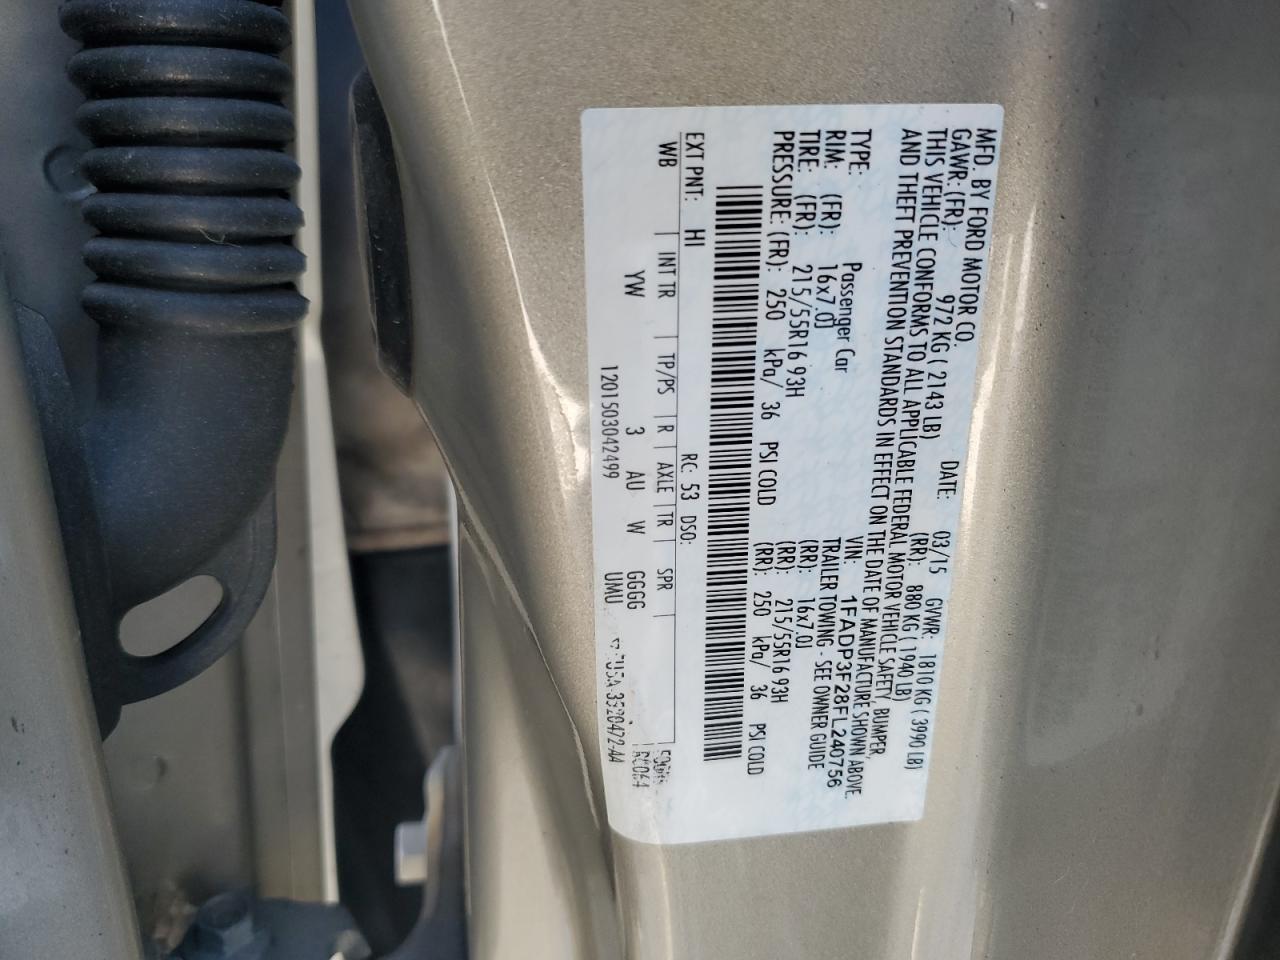 MFD. BY FORD MOTOR CO.
DATE: 03/15 GVWR: 1810 KG ( 3990 LB)
GAWR: (FR): 972 KG ( 2143 LB) (RR): 880 KG ( 1940 LB)
THIS VEHICLE CONFORMS TO ALL APPLICABLE FEDERAL MOTOR VEHICLE SAFETY, BUMPER,
AND THEFT PREVENTION STANDARDS IN EFFECT ON THE DATE OF MANUFACTURE SHOWN ABOVE.
VIN: 1FADP3F28FL240756
TYPE: Passenger Car TRAILER TOWING - SEE OWNER GUIDE
RIM: (FR): 16x7.0J (RR): 16x7.0J
TIRE: (FR): 215/55R16 93H (RR): 215/55R16 93H
PRESSURE: (FR): 250 kPa/ 36 PSI COLD (RR): 250 kPa/ 36 PSI COLD
EXT PNT: HI RC: 53 DSO:
WB INT TR TP/PS R AXLE TR SPR
YW 3 AU W GGGG
1201503042499 UMU